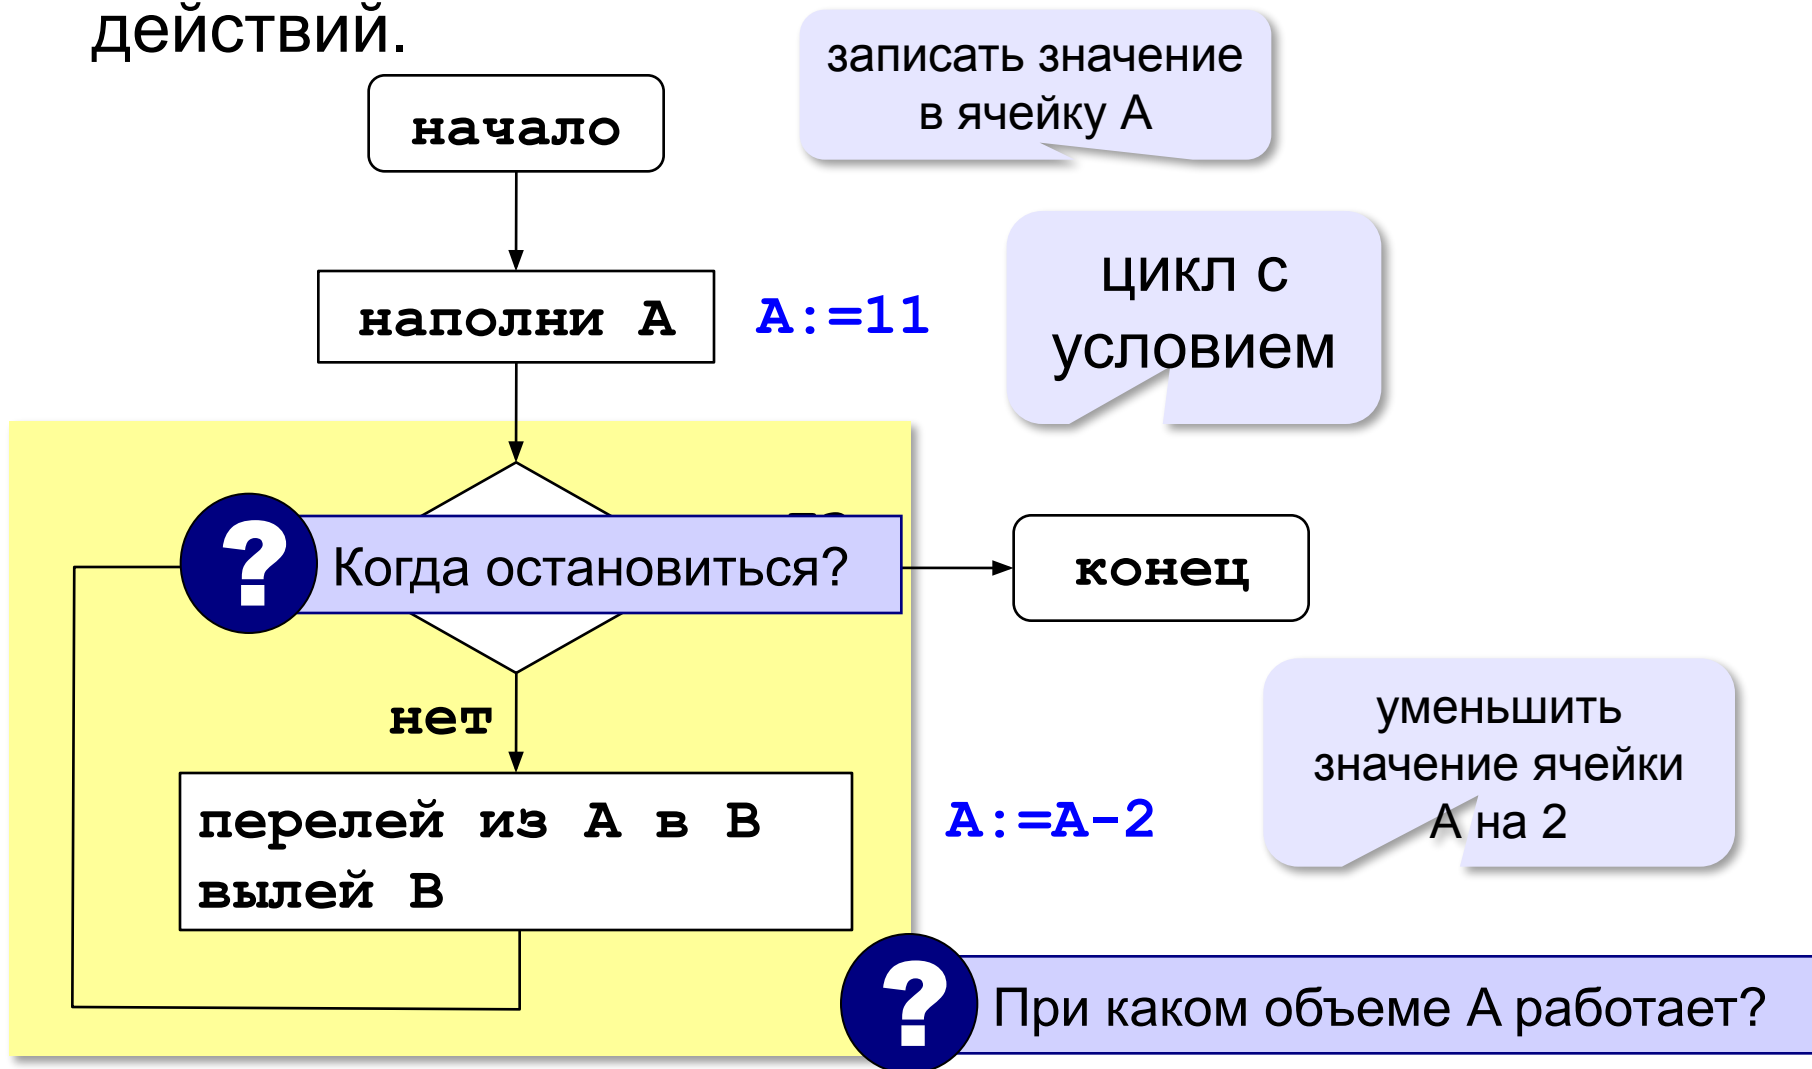 действий.
записать значение
в ячейку А
начало
цикл с
условием
наполни A
A:=11
?
Когда остановиться?
конец
нет
уменьшить
значение ячейки
А на 2
перелей из A в B
вылей B
A:=A-2
?
При каком объеме А работает?